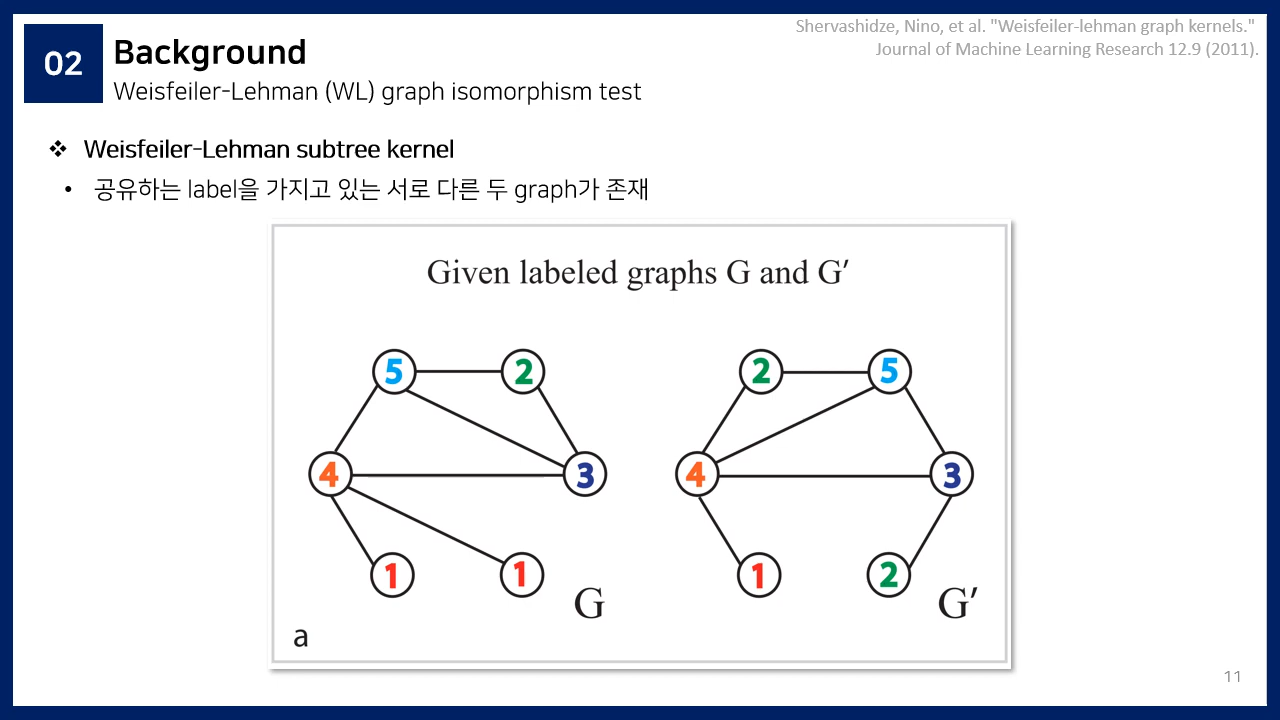 Shervashidze, Nino, et al. "Weisfeiler-lehman graph kernels."
Journal of Machine Learning Research 12.9 (2011).
02
Background
Weisfeiler-Lehman (WL) graph isomorphism test
❖ Weisfeiler-Lehman subtree kernel
• 공유하는 label을 가지고 있는 서로 다른 두 graph가 존재
Given labeled graphs G and G′
5 2 2 5
4 3 4 3
1 1 1 2
G G′
a
11